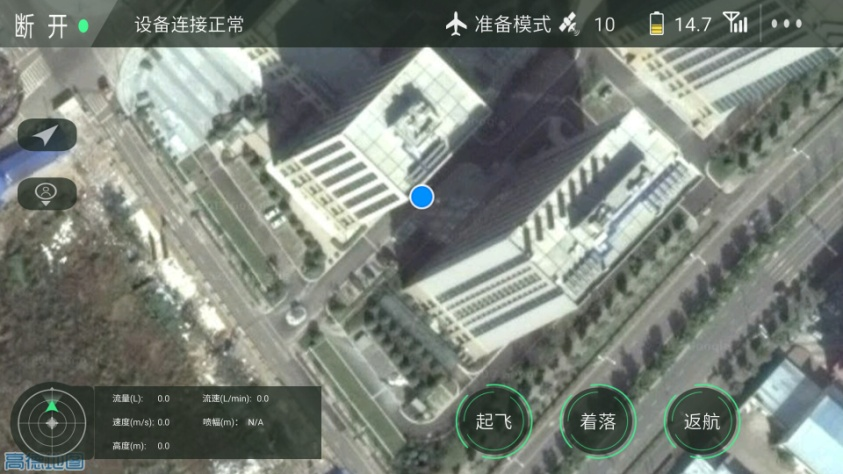 断开 设备连接正常 准备模式 10 14.7
流量(L): 0.0 流速(L/min): 0.0
速度(m/s): 0.0 喷幅(m): N/A
高度(m): 0.0
起飞 着落 返航
高德地图